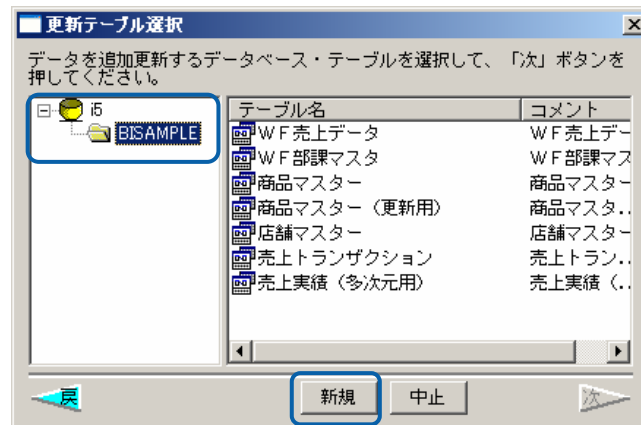 更新テーブル選択
データを追加更新するデータベース・テーブルを選択して、「次」ボタンを
押してください。
i5
BISAMPLE
テーブル名 コメント
ＷＦ売上データ ＷＦ売上デー
ＷＦ部課マスタ ＷＦ部課マス
商品マスター 商品マスター
商品マスター（更新用） 商品マスタ...
店舗マスター 店舗マスター
売上トランザクション 売上トラン...
売上実績（多次元用） 売上実績（...
戻 新規 中止 次